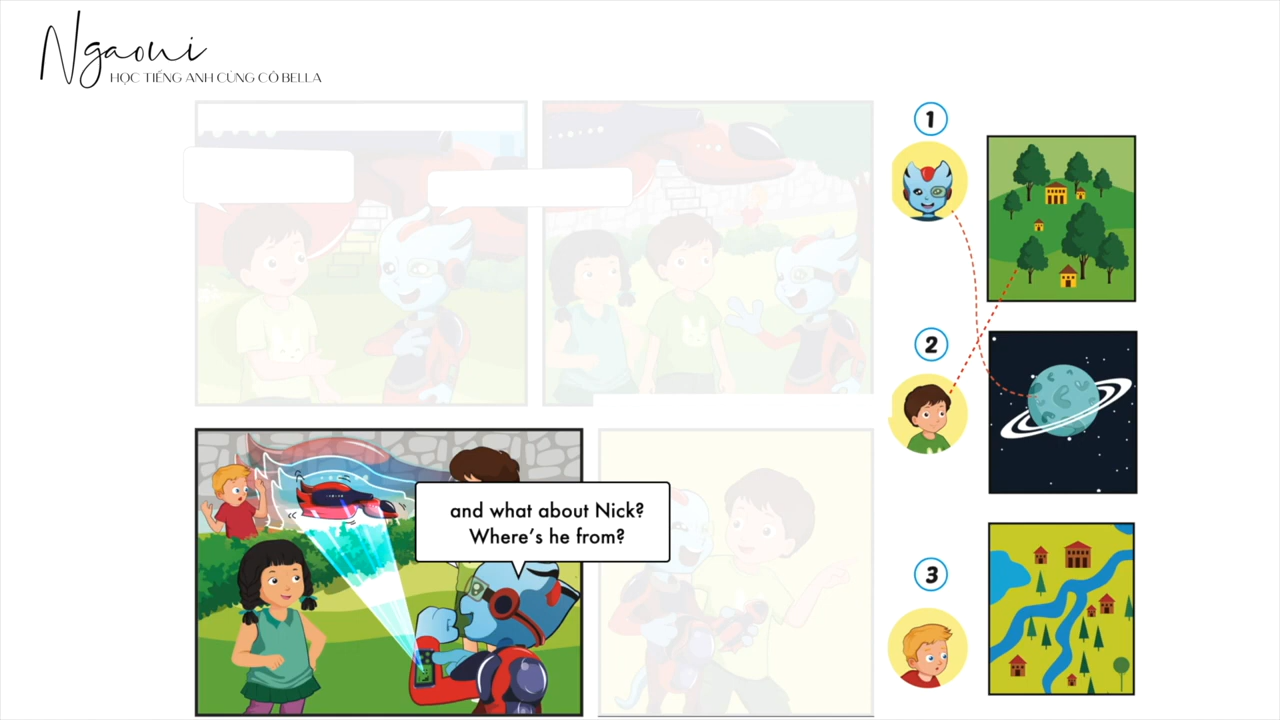 Ngaoni
HỌC TIẾNG ANH CÙNG CÔ BELLA
1
2
3
and what about Nick?
Where's he from?